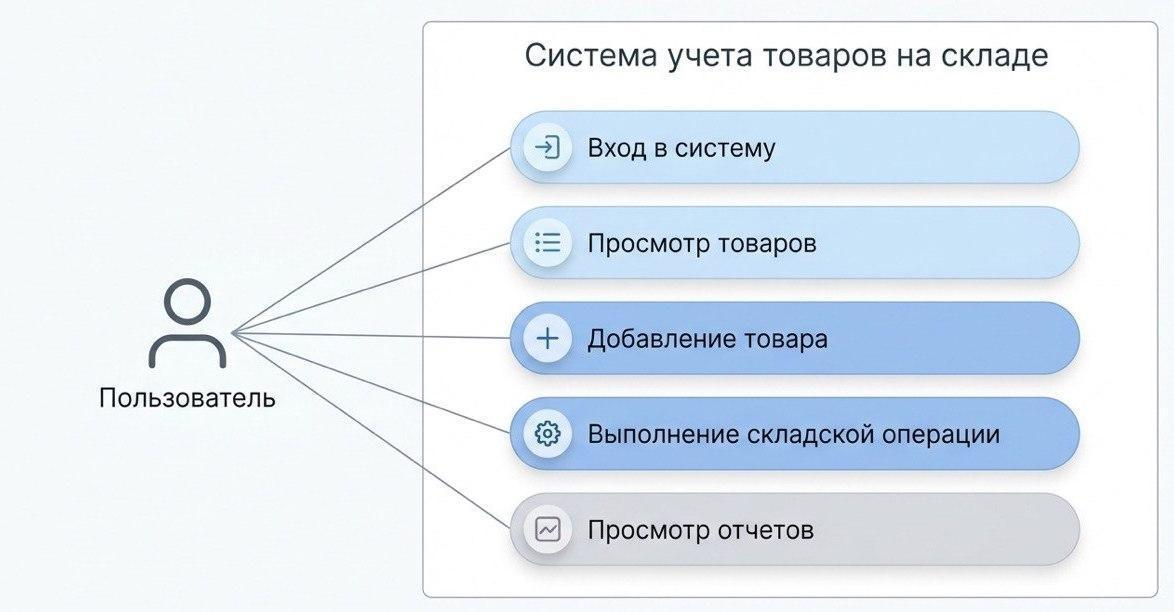 Система учета товаров на складе
Вход в систему
Просмотр товаров
Добавление товара
Выполнение складской операции
Просмотр отчетов
Пользователь